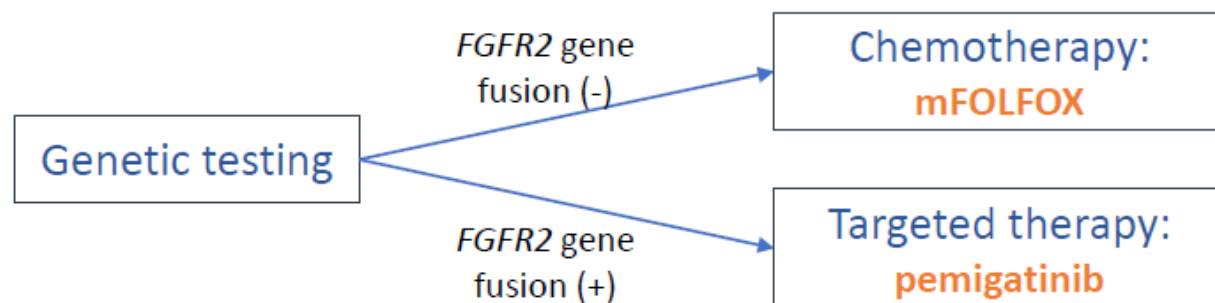 Genetic testing
FGFR2 gene
fusion (-)
Chemotherapy:
mFOLFOX
FGFR2 gene
fusion (+)
Targeted therapy:
pemigatinib